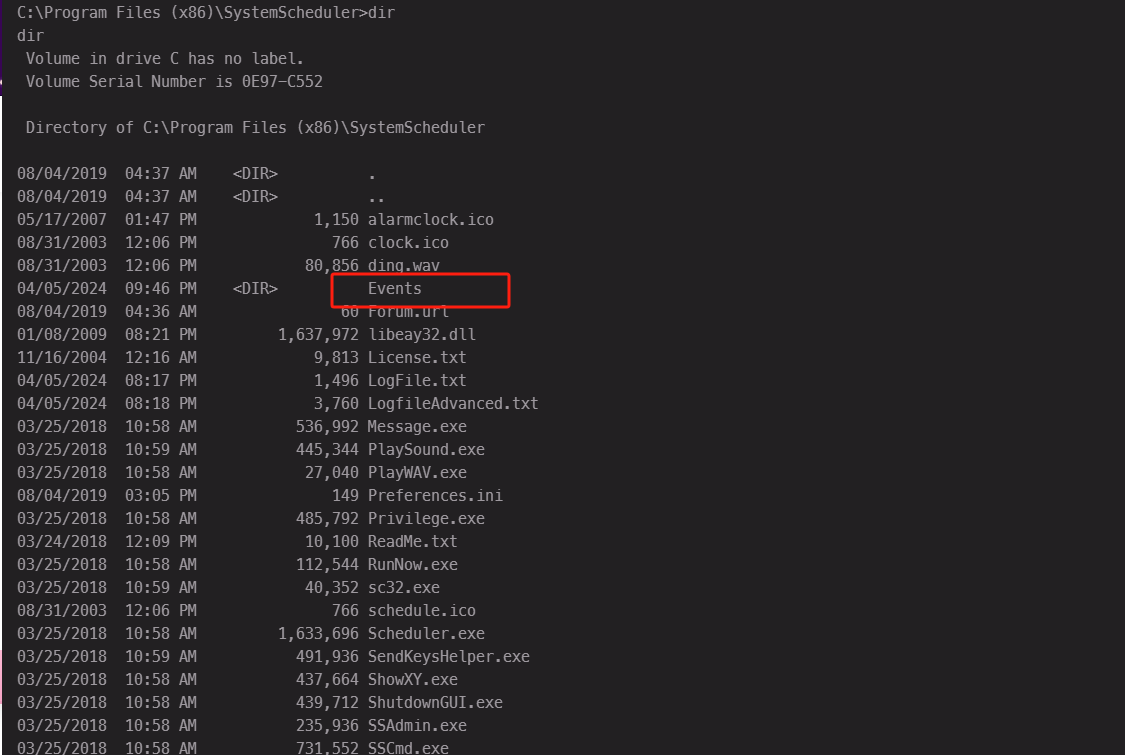 C:\Program Files (x86)\SystemScheduler>dir
dir
 Volume in drive C has no label.
 Volume Serial Number is 0E97-C552

 Directory of C:\Program Files (x86)\SystemScheduler

08/04/2019  04:37 AM    <DIR>          .
08/04/2019  04:37 AM    <DIR>          ..
05/17/2007  01:47 PM             1,150 alarmclock.ico
08/31/2003  12:06 PM               766 clock.ico
08/31/2003  12:06 PM            80,856 ding.wav
04/05/2024  09:46 PM    <DIR>          Events
08/04/2019  04:36 AM                60 Forum.url
01/08/2009  08:21 PM         1,637,972 libeay32.dll
11/16/2004  12:16 AM             9,813 License.txt
04/05/2024  08:17 PM             1,496 LogFile.txt
04/05/2024  08:18 PM             3,760 LogfileAdvanced.txt
03/25/2018  10:58 AM           536,992 Message.exe
03/25/2018  10:59 AM           445,344 PlaySound.exe
03/25/2018  10:58 AM            27,040 PlayWAV.exe
08/04/2019  03:05 PM               149 Preferences.ini
03/25/2018  10:58 AM           485,792 Privilege.exe
03/24/2018  12:09 PM            10,100 ReadMe.txt
03/25/2018  10:58 AM           112,544 RunNow.exe
03/25/2018  10:59 AM            40,352 sc32.exe
08/31/2003  12:06 PM               766 schedule.ico
03/25/2018  10:58 AM         1,633,696 Scheduler.exe
03/25/2018  10:59 AM           491,936 SendKeysHelper.exe
03/25/2018  10:58 AM           437,664 ShowXY.exe
03/25/2018  10:58 AM           439,712 ShutdownGUI.exe
03/25/2018  10:58 AM           235,936 SSAdmin.exe
03/25/2018  10:58 AM           731,552 SSCmd.exe